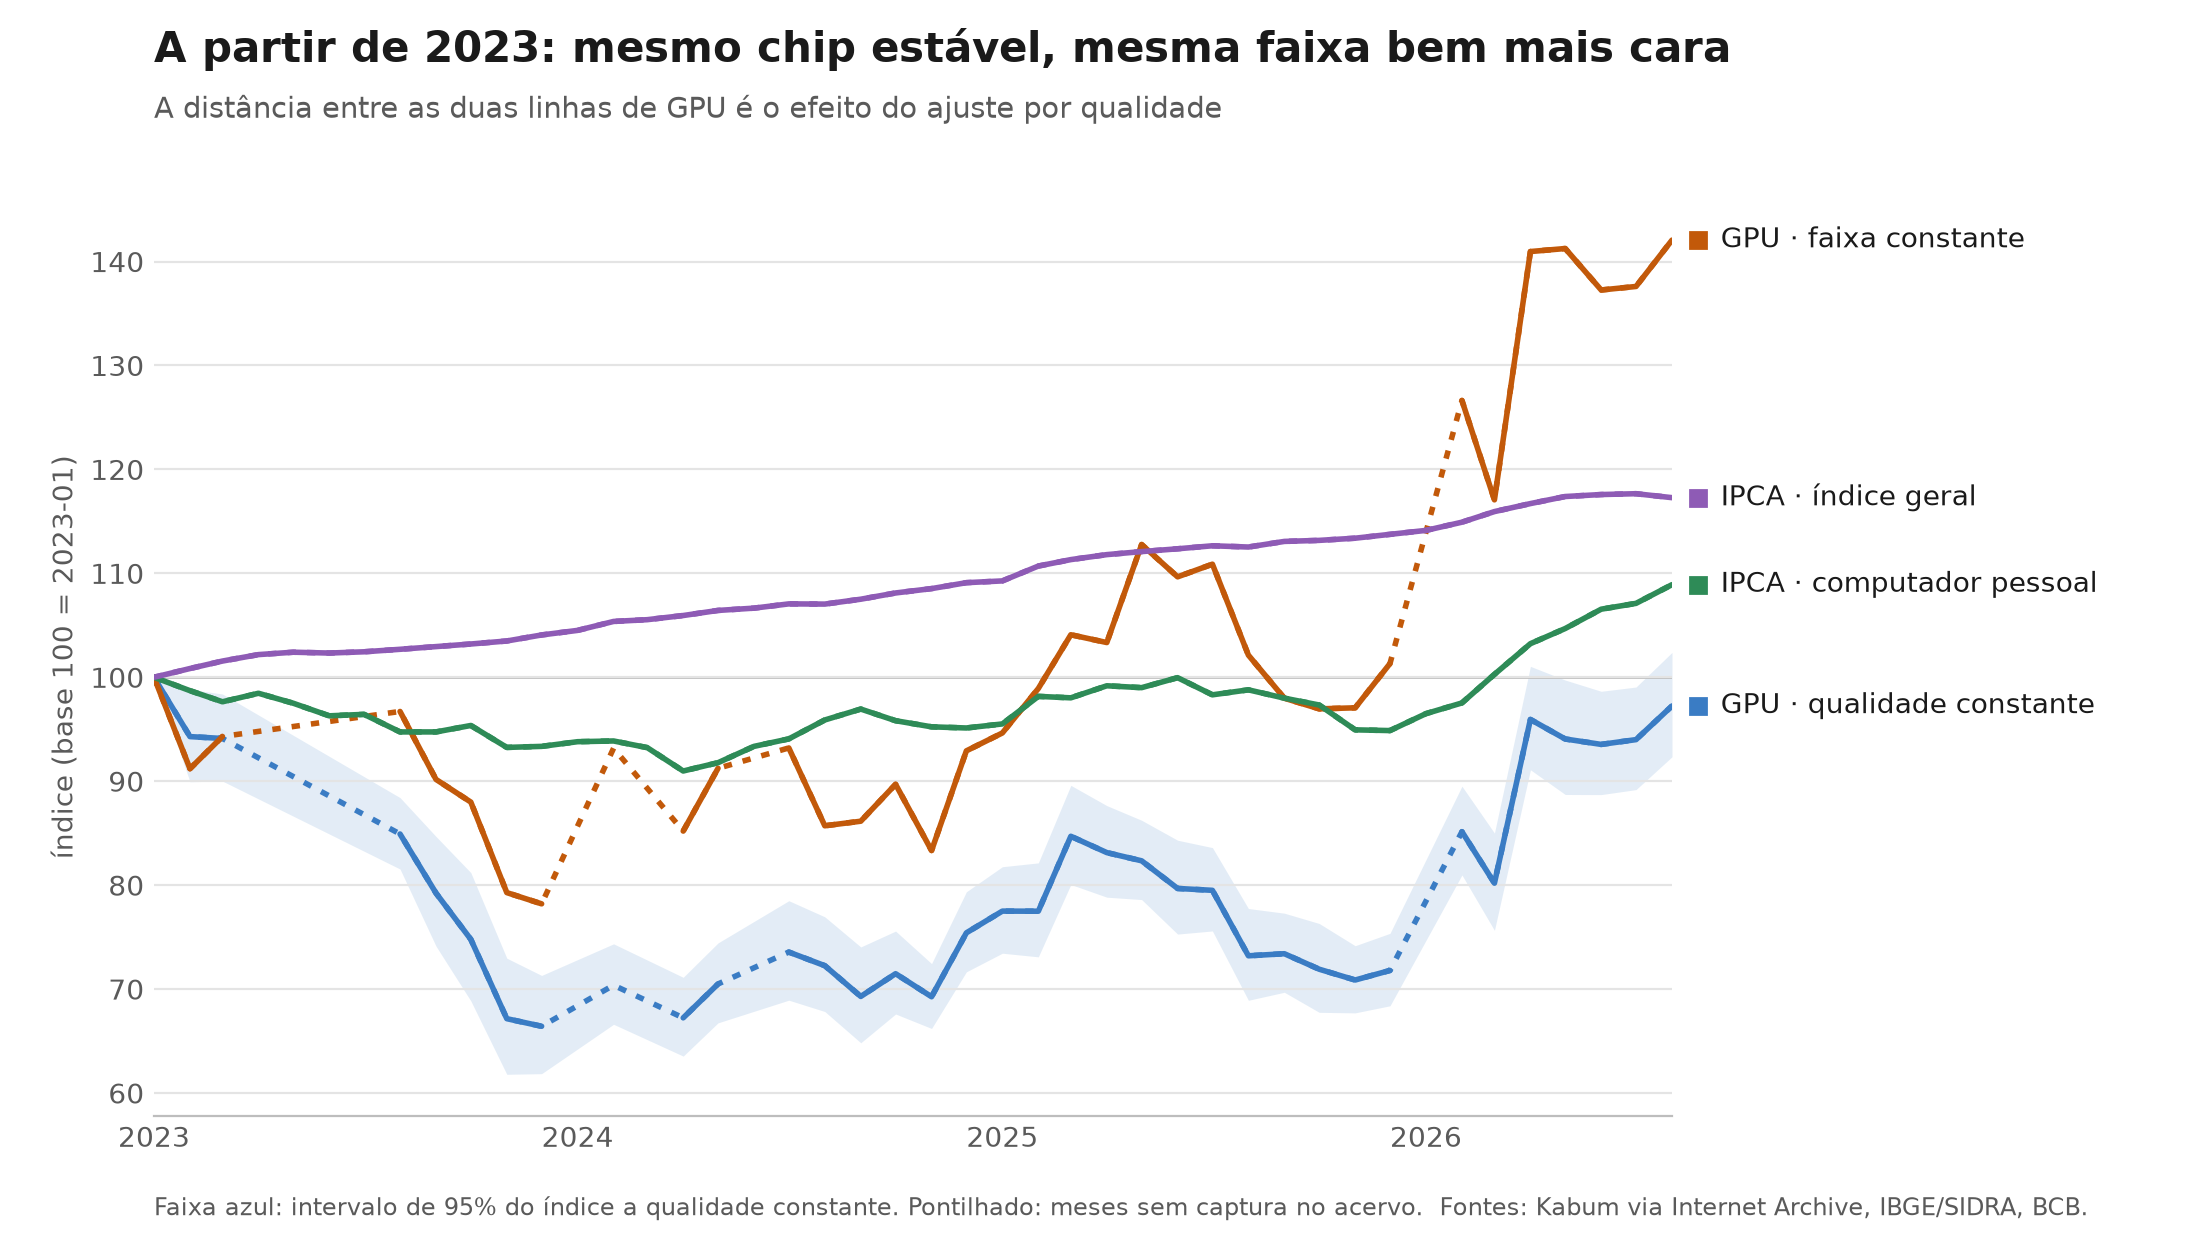 A partir de 2023: mesmo chip estável, mesma faixa bem mais cara
A distância entre as duas linhas de GPU é o efeito do ajuste por qualidade
índice (base 100 = 2023-01)
140
130
120
110
100
90
80
70
60
2023
2024
2025
2026
GPU · faixa constante
IPCA · índice geral
IPCA · computador pessoal
GPU · qualidade constante
Faixa azul: intervalo de 95% do índice a qualidade constante. Pontilhado: meses sem captura no acervo.  Fontes: Kabum via Internet Archive, IBGE/SIDRA, BCB.